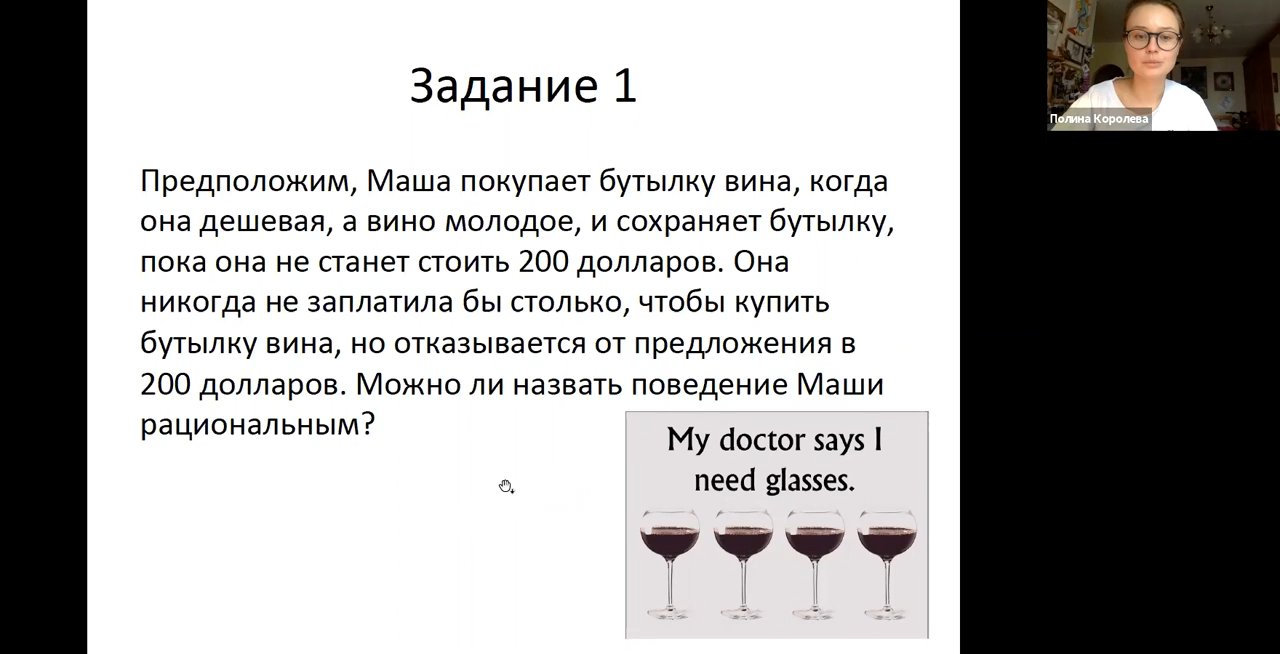 Задание 1
Полина Королева
Предположим, Маша покупает бутылку вина, когда
она дешевая, а вино молодое, и сохраняет бутылку,
пока она не станет стоить 200 долларов. Она
никогда не заплатила бы столько, чтобы купить
бутылку вина, но отказывается от предложения в
200 долларов. Можно ли назвать поведение Маши
рациональным?
My doctor says I
need glasses.